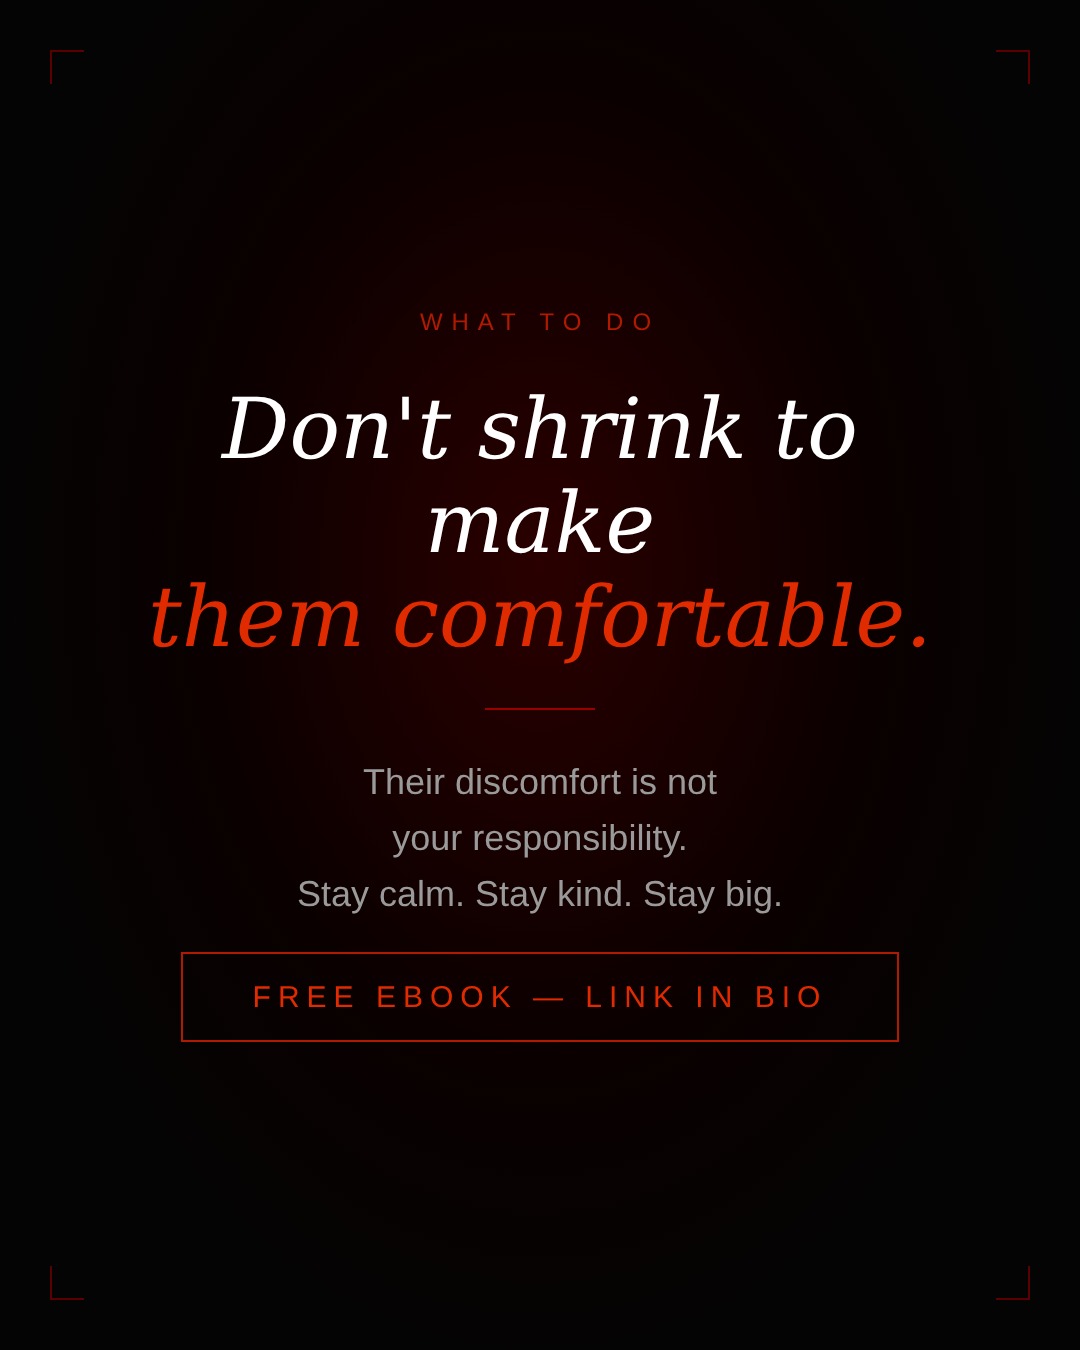 WHAT TO DO
Don't shrink to
make
them comfortable.
Their discomfort is not
your responsibility.
Stay calm. Stay kind. Stay big.
FREE EBOOK — LINK IN BIO